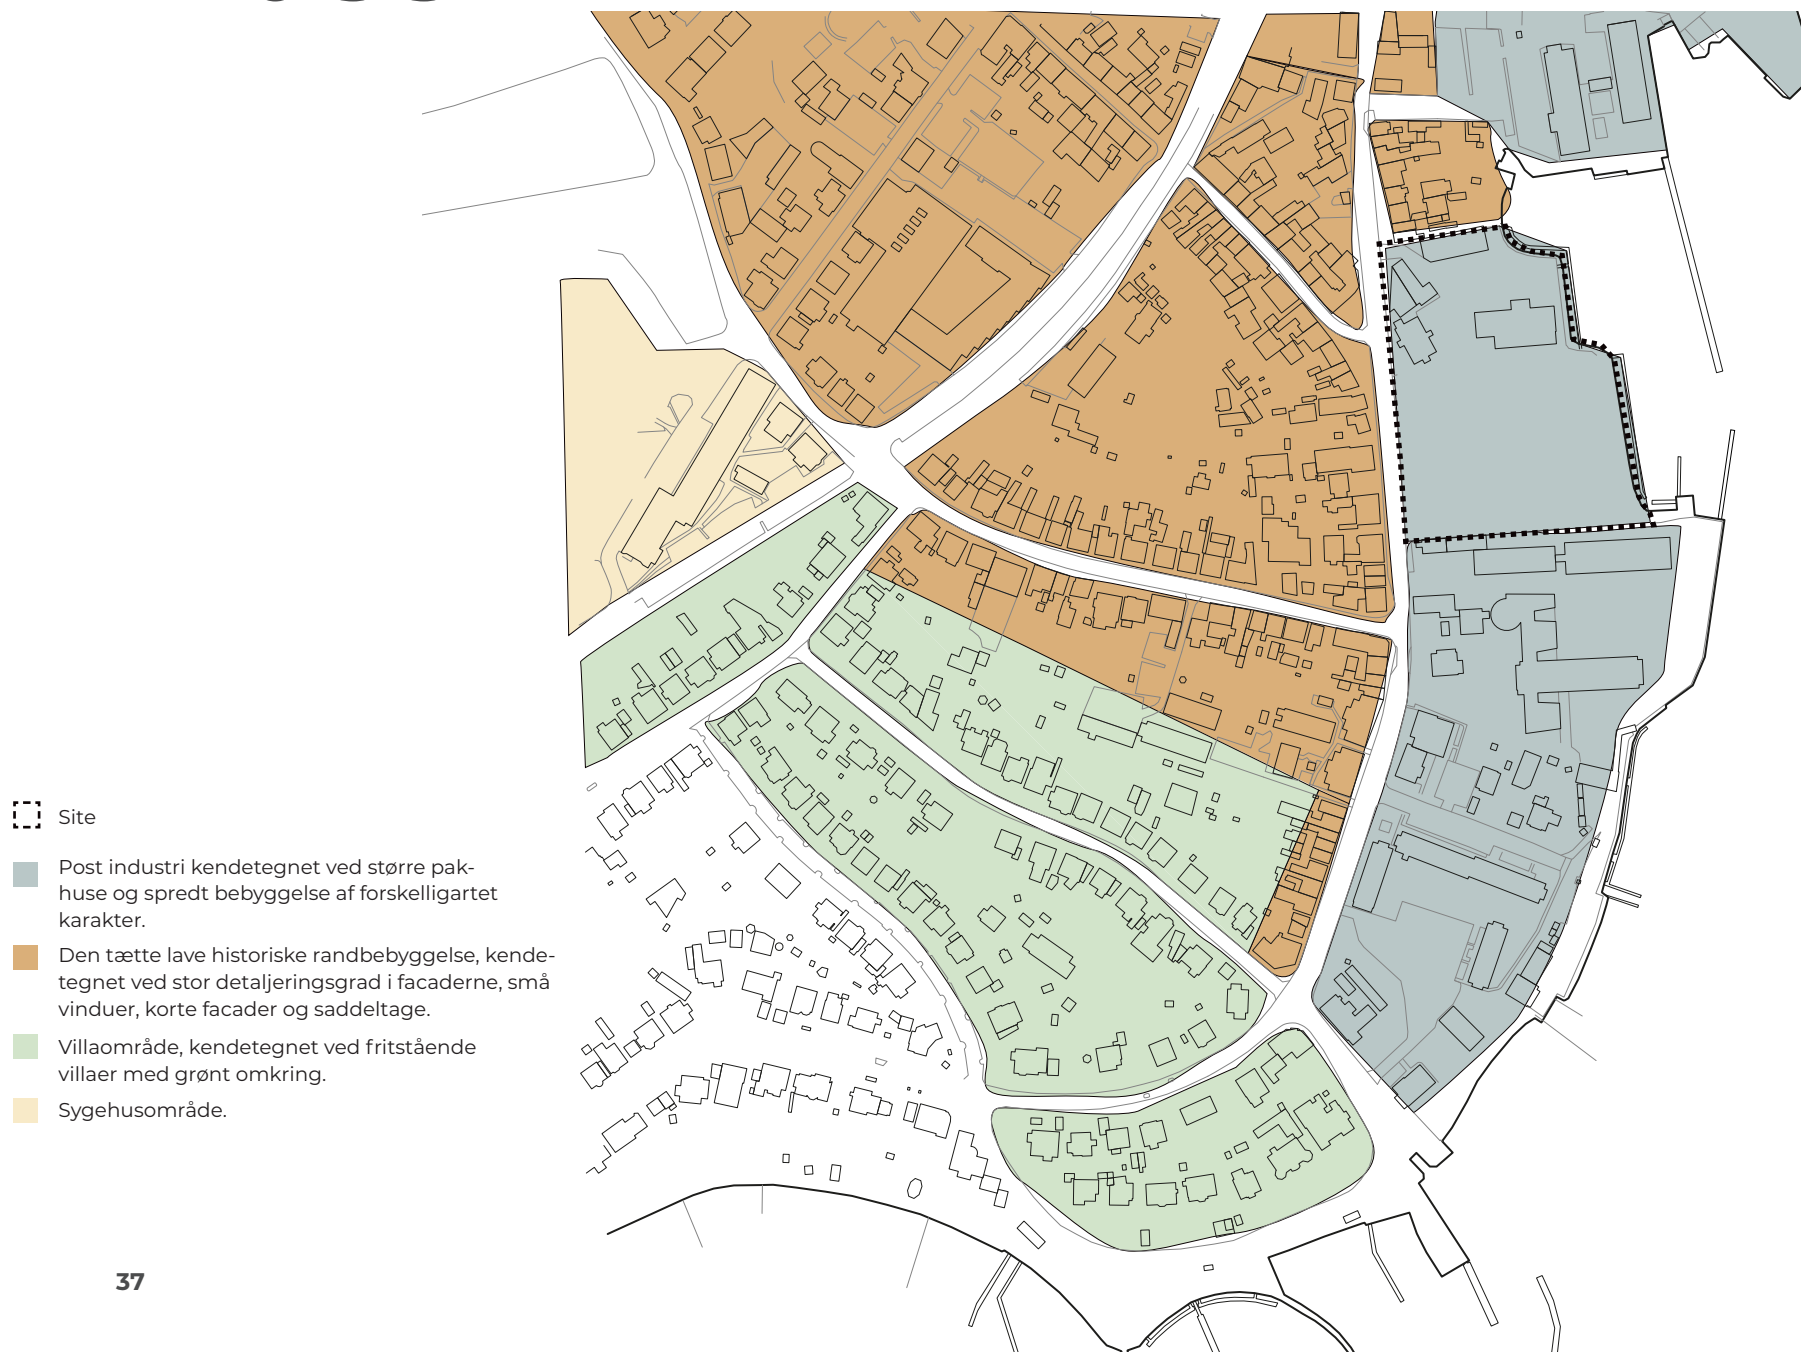 Site
Post industri kendetegnet ved større pak-
huse og spredt bebyggelse af forskelligartet
karakter.
Den tætte lave historiske randbebyggelse, kende-
tegnet ved stor detaljeringsgrad i facaderne, små
vinduer, korte facader og saddeltage.
Villaområde, kendetegnet ved fritstående
villaer med grønt omkring.
Sygehusområde.
37